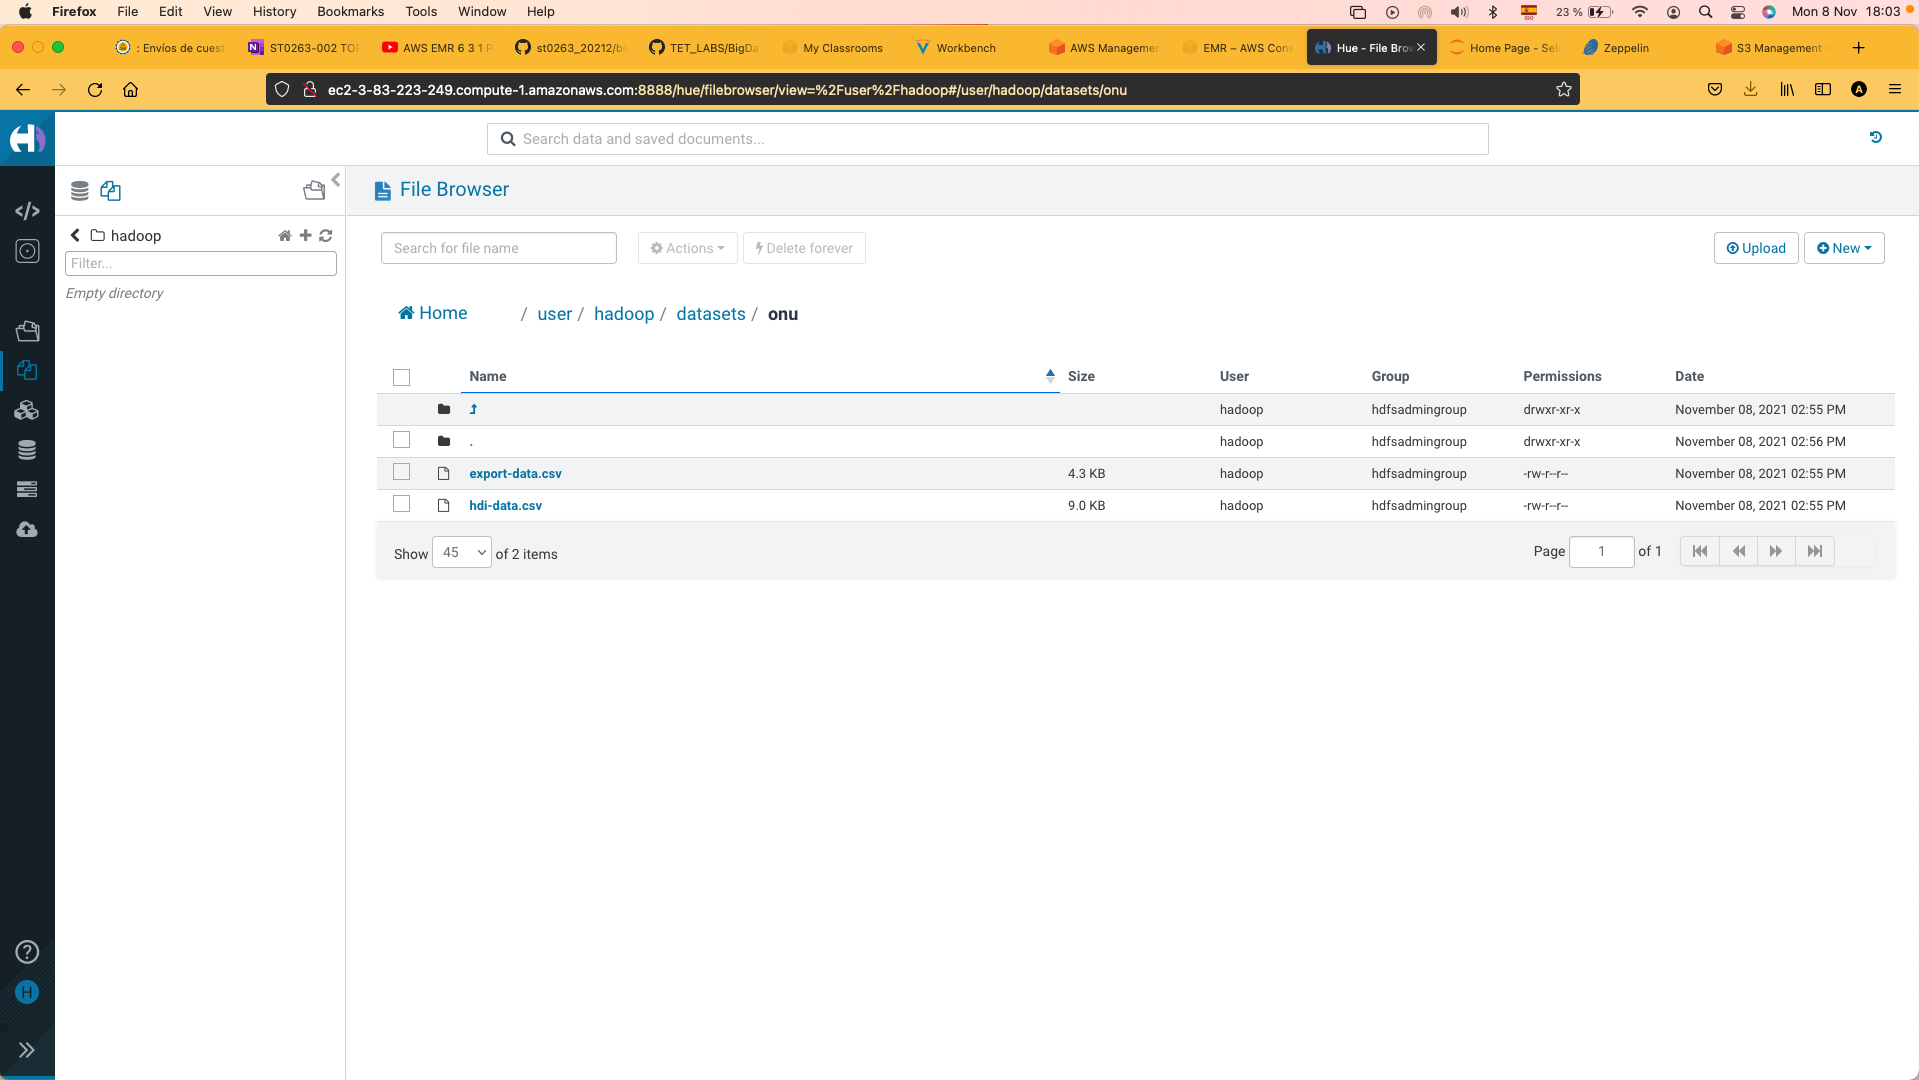 Firefox File Edit View History Bookmarks Tools Window Help 23 % Mon 8 Nov 18:03
: Envíos de cuest ST0263-002 TOP AWS EMR 6 3 1 P st0263_20212/bi TET_LABS/BigDa My Classrooms Workbench AWS Managemen EMR – AWS Cons Hue - File Brow Home Page - Sele Zeppelin S3 Management
ec2-3-83-223-249.compute-1.amazonaws.com:8888/hue/filebrowser/view=%2Fuser%2Fhadoop#/user/hadoop/datasets/onu
Search data and saved documents...
File Browser
hadoop
Filter...
Empty directory
Search for file name Actions Delete forever Upload New
Home / user / hadoop / datasets / onu
Name Size User Group Permissions Date
hadoop hdfsadmingroup drwxr-xr-x November 08, 2021 02:55 PM
. hadoop hdfsadmingroup drwxr-xr-x November 08, 2021 02:56 PM
export-data.csv 4.3 KB hadoop hdfsadmingroup -rw-r--r-- November 08, 2021 02:55 PM
hdi-data.csv 9.0 KB hadoop hdfsadmingroup -rw-r--r-- November 08, 2021 02:55 PM
Show 45 of 2 items Page 1 of 1
H